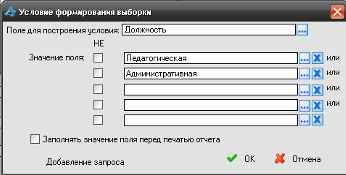 Условие формирования выборки
Поле для построения условия: Должность ...
НЕ
Значение поля: Педагогическая ... или
Административная ... или
... или
... или
...
Заполнять значение поля перед печатью отчета
Добавление запроса OK Отмена